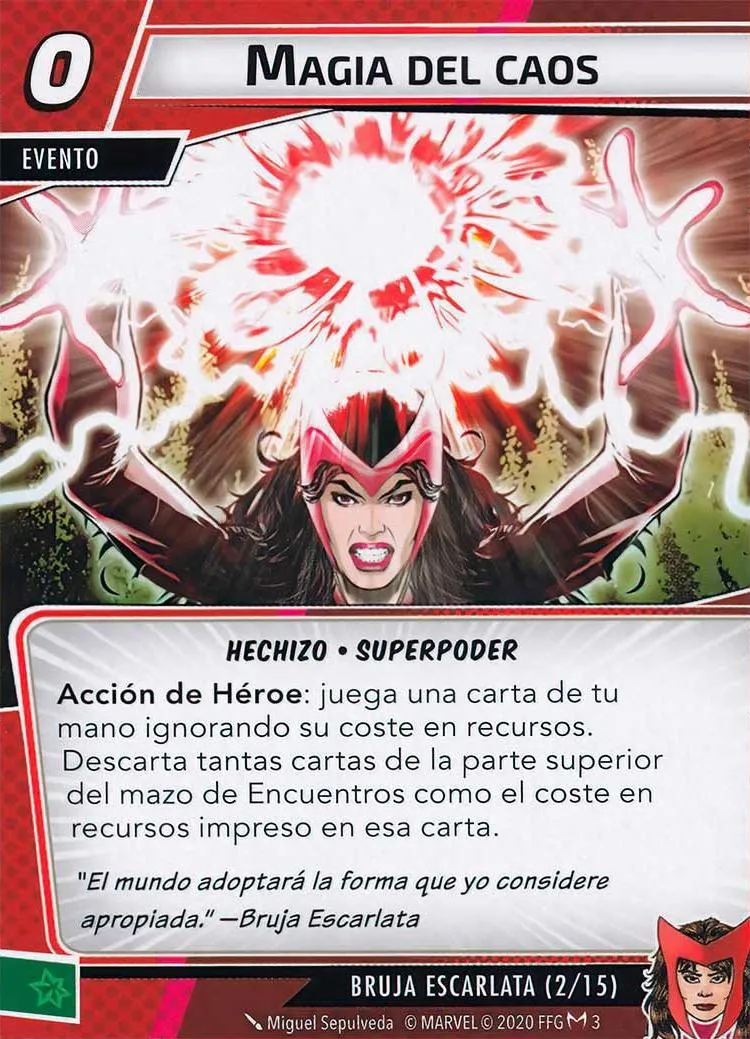 0
MAGIA DEL CAOS
EVENTO
HECHIZO • SUPERPODER
Acción de Héroe: juega una carta de tu
mano ignorando su coste en recursos.
Descarta tantas cartas de la parte superior
del mazo de Encuentros como el coste en
recursos impreso en esa carta.
"El mundo adoptará la forma que yo considere
apropiada." —Bruja Escarlata
BRUJA ESCARLATA (2/15)
Miguel Sepulveda © MARVEL © 2020 FFG 3